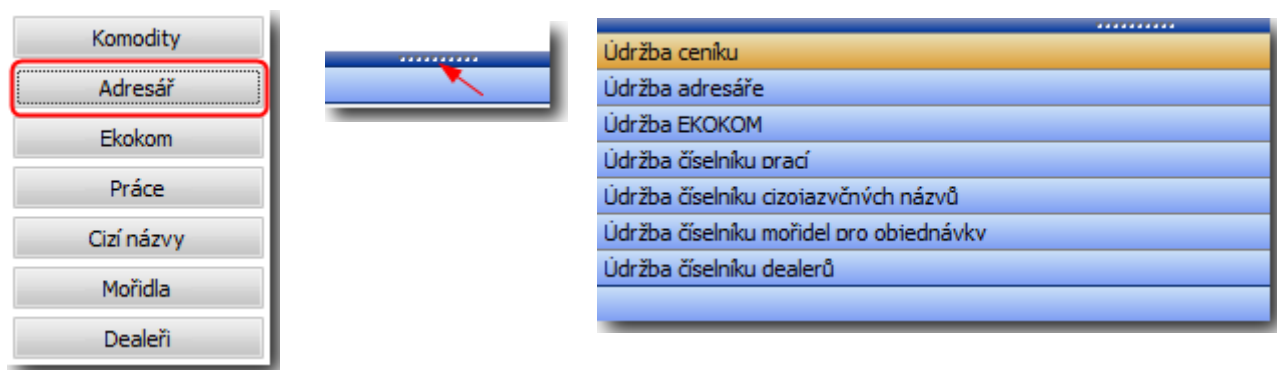 Komodity
Adresář
Ekokom
Práce
Cizí názvy
Mořidla
Dealeři
Údržba ceníku
Údržba adresáře
Údržba EKOKOM
Údržba číselníku prací
Údržba číselníku cizojazyčných názvů
Údržba číselníku mořidel pro objednávky
Údržba číselníku dealerů